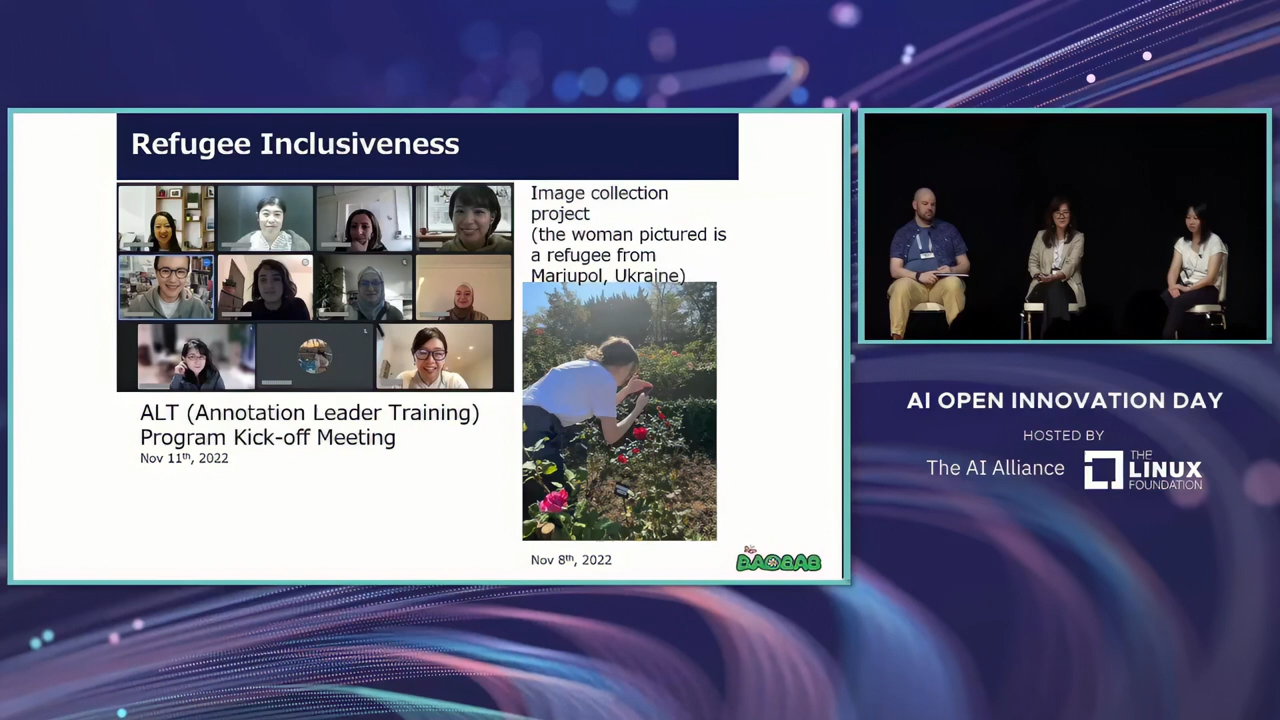 Refugee Inclusiveness
Image collection
project
(the woman pictured is
a refugee from
Mariupol, Ukraine)
ALT (Annotation Leader Training)
Program Kick-off Meeting
Nov 11th, 2022
Nov 8th, 2022
BAOBAB
AI OPEN INNOVATION DAY
HOSTED BY
The AI Alliance
THE
LINUX
FOUNDATION